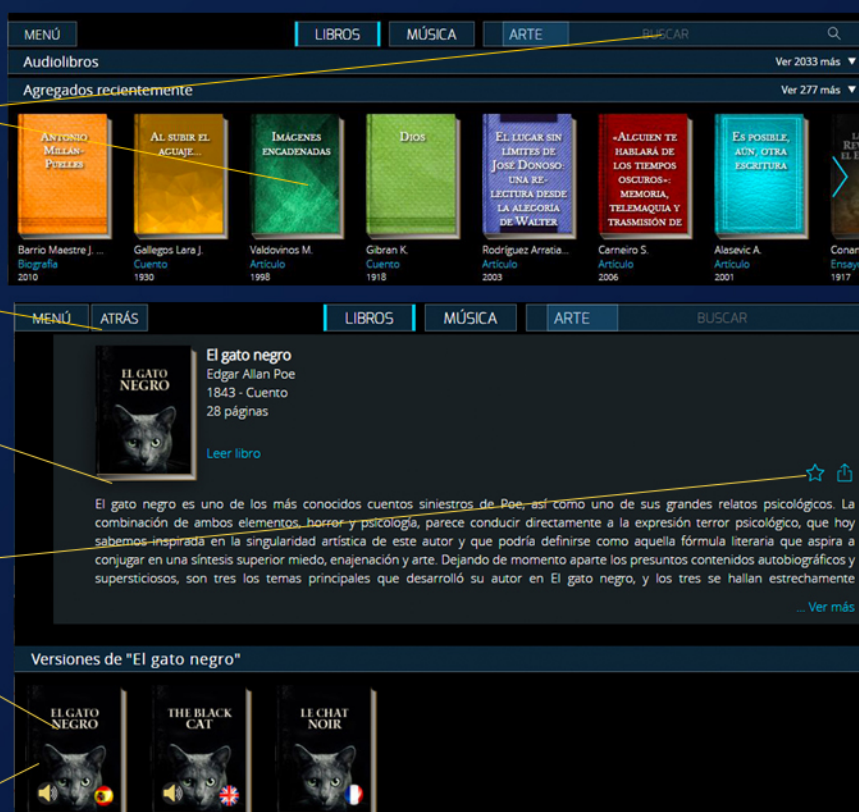 MENÚ
LIBROS
MÚSICA
ARTE
BUSCAR
Audiolibros
Ver 2033 más ▼
Agregados recientemente
Ver 277 más ▼
ANTONIO
MILLÁN-
PUELLES
AL SUBIR EL
AGUAJE...
IMÁGENES
ENCADENADAS
DIOS
EL LUGAR SIN
LÍMITES DE
JOSÉ DONOSO:
UNA RE-
LECTURA DESDE
LA ALEGORÍA
DE WALTER
«ALGUIEN TE
HABLARÁ DE
LOS TIEMPOS
OSCUROS»:
MEMORIA,
TELEMAQUIA Y
TRASMISIÓN DE
ES POSIBLE,
AÚN, OTRA
ESCRITURA
Barrio Maestre J. ...
Biografía
2010
Gallegos Lara J.
Cuento
1930
Valdovinos M.
Artículo
1998
Gibran K.
Cuento
1918
Rodríguez Arratia...
Artículo
2003
Carneiro S.
Artículo
2006
Alasevic A.
Artículo
2001
Conan
Ensayo
1917
MENÚ
ATRÁS
LIBROS
MÚSICA
ARTE
BUSCAR
EL GATO
NEGRO
El gato negro
Edgar Allan Poe
1843 - Cuento
28 páginas
Leer libro
El gato negro es uno de los más conocidos cuentos siniestros de Poe, así como uno de sus grandes relatos psicológicos. La
combinación de ambos elementos, horror y psicología, parece conducir directamente a la expresión terror psicológico, que hoy
sabemos inspirada en la singularidad artística de este autor y que podría definirse como aquella fórmula literaria que aspira a
conjugar en una síntesis superior miedo, enajenación y arte. Dejando de momento aparte los presuntos contenidos autobiográficos y
supersticiosos, son tres los temas principales que desarrolló su autor en El gato negro, y los tres se hallan estrechamente
... Ver más
Versiones de "El gato negro"
EL GATO
NEGRO
THE BLACK
CAT
LE CHAT
NOIR